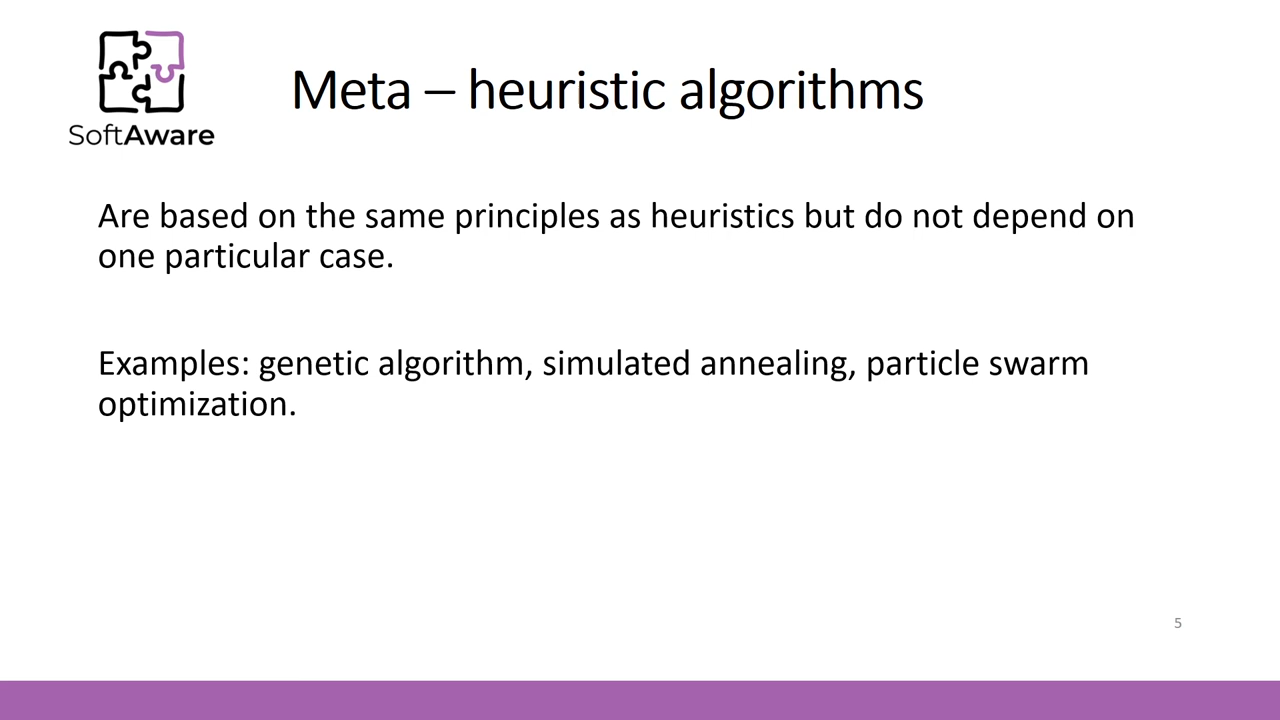 SoftAware
Meta – heuristic algorithms
Are based on the same principles as heuristics but do not depend on
one particular case.
Examples: genetic algorithm, simulated annealing, particle swarm
optimization.
5